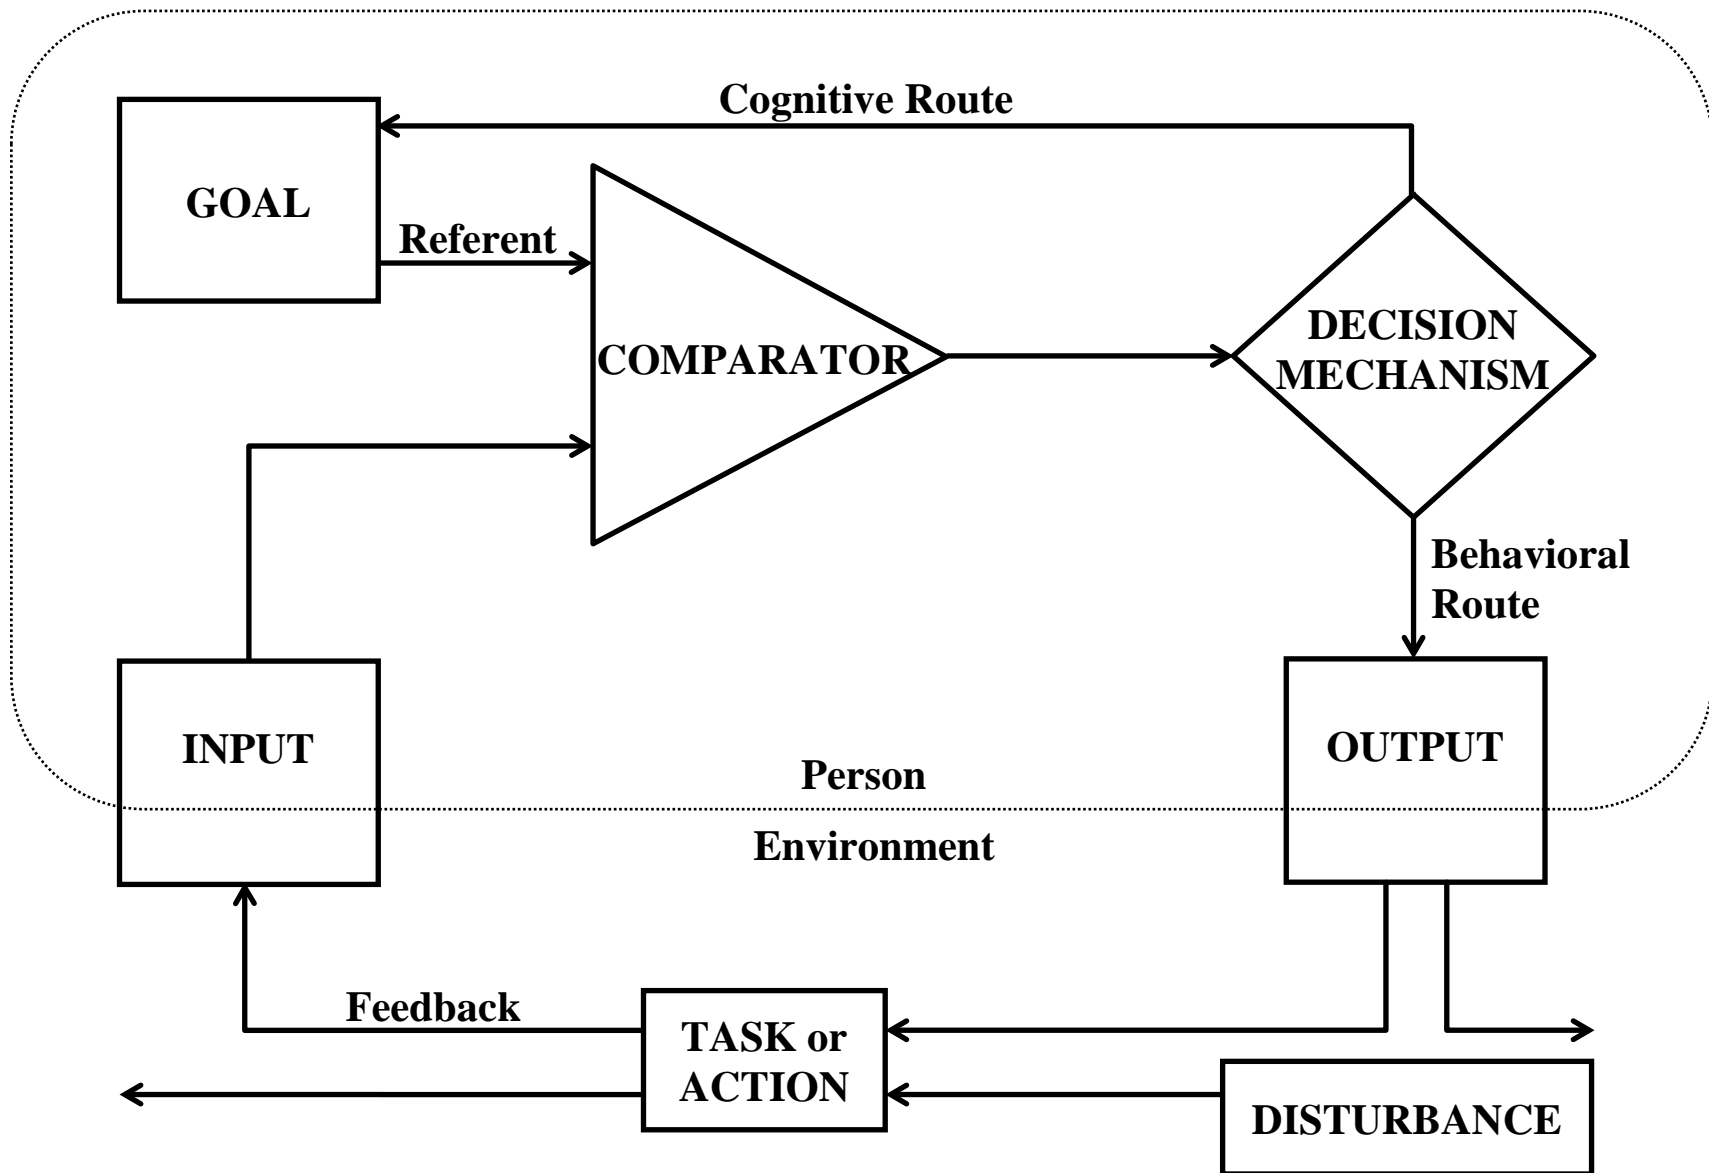 Cognitive Route
GOAL
Referent
COMPARATOR
DECISION
MECHANISM
Behavioral
Route
INPUT
OUTPUT
Person
Environment
Feedback
TASK or
ACTION
DISTURBANCE